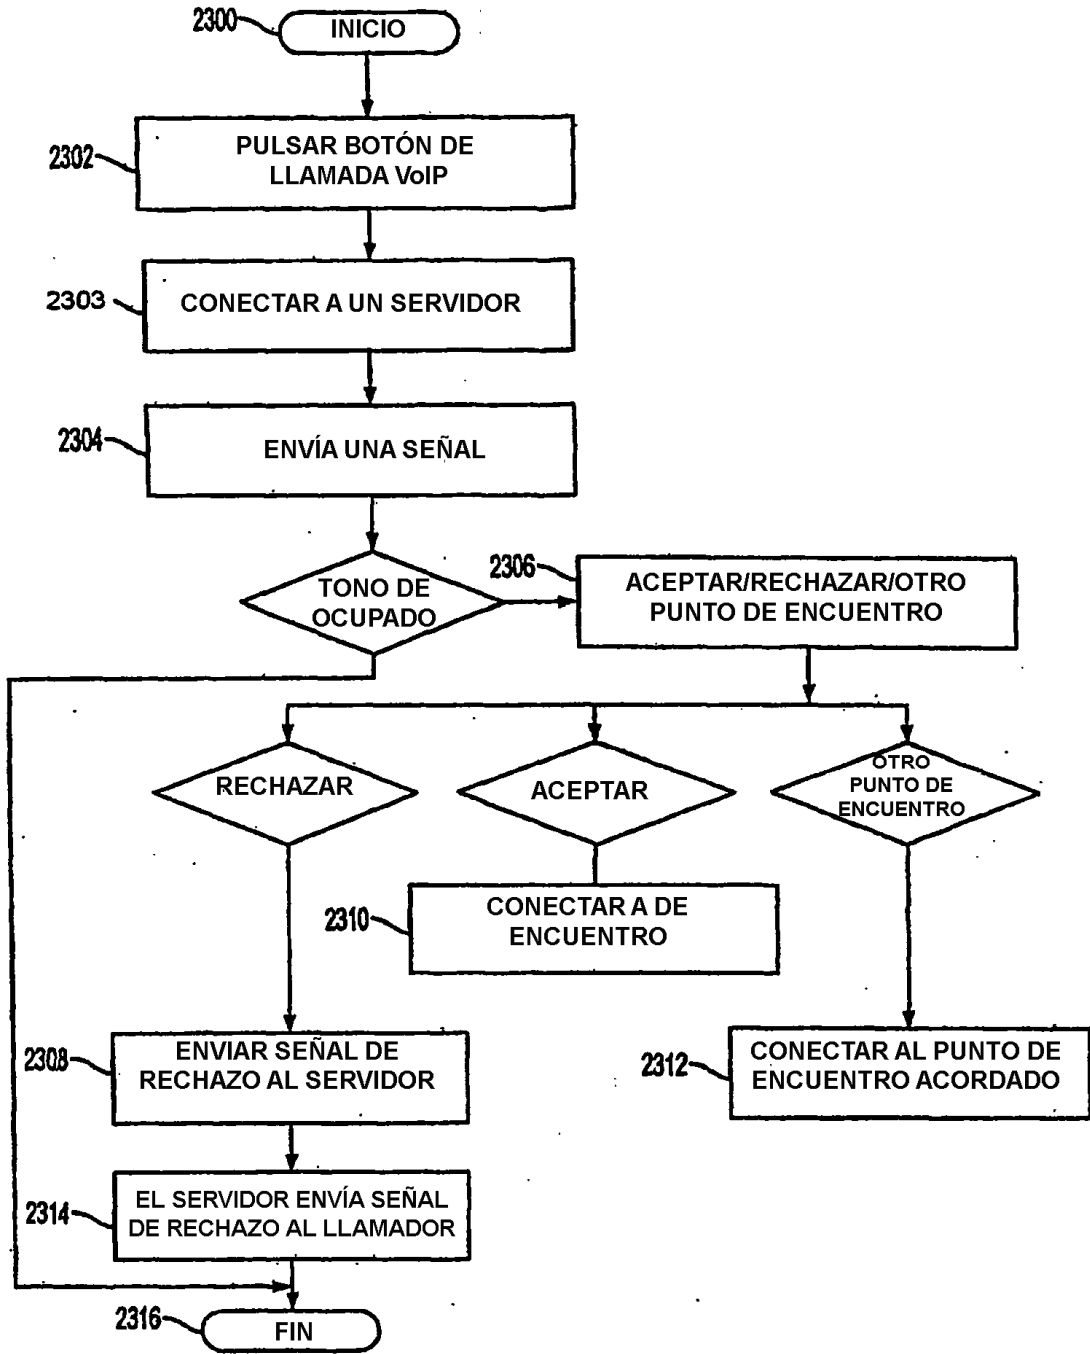 2300
INICIO
2302
PULSAR BOTÓN DE
LLAMADA VoIP
2303
CONECTAR A UN SERVIDOR
2304
ENVÍA UNA SEÑAL
TONO DE
OCUPADO
2306
ACEPTAR/RECHAZAR/OTRO
PUNTO DE ENCUENTRO
RECHAZAR
ACEPTAR
OTRO
PUNTO DE
ENCUENTRO
2310
CONECTAR A DE
ENCUENTRO
2308
ENVIAR SEÑAL DE
RECHAZO AL SERVIDOR
2312
CONECTAR AL PUNTO DE
ENCUENTRO ACORDADO
2314
EL SERVIDOR ENVÍA SEÑAL
DE RECHAZO AL LLAMADOR
2316
FIN